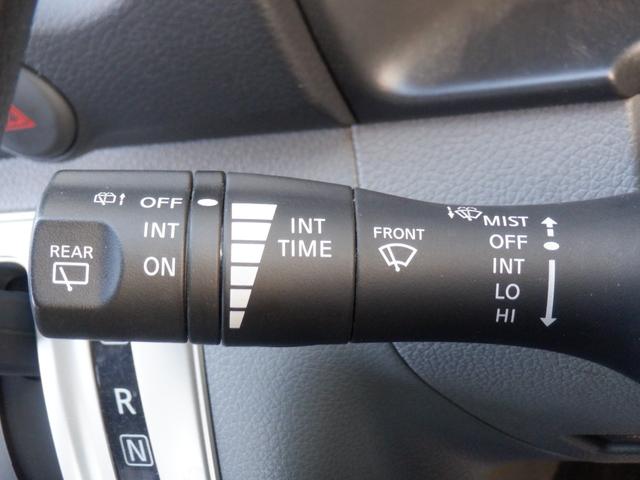 REAR
OFF
INT
ON
INT
TIME
FRONT
MIST
OFF
INT
LO
HI
R
N